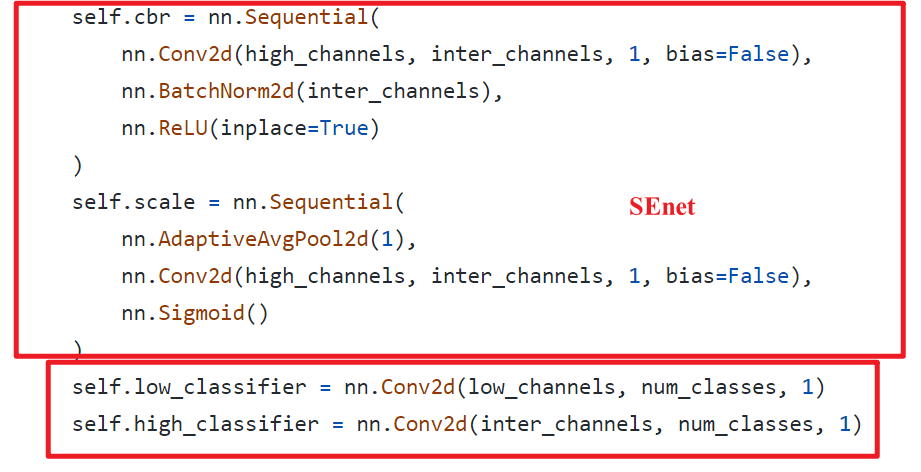 self.cbr = nn.Sequential(
nn.Conv2d(high_channels, inter_channels, 1, bias=False),
nn.BatchNorm2d(inter_channels),
nn.ReLU(inplace=True)
)
self.scale = nn.Sequential(
SEnet
nn.AdaptiveAvgPool2d(1),
nn.Conv2d(high_channels, inter_channels, 1, bias=False),
nn.Sigmoid()
)
self.low_classifier = nn.Conv2d(low_channels, num_classes, 1)
self.high_classifier = nn.Conv2d(inter_channels, num_classes, 1)